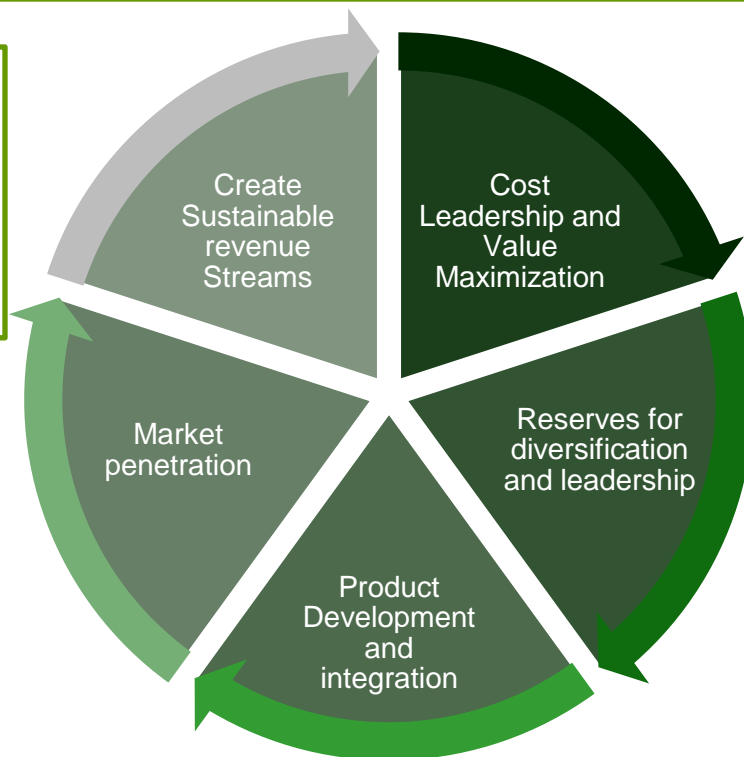 Create
Sustainable
revenue
Streams
Cost
Leadership and
Value
Maximization
Reserves for
diversification
and leadership
Product
Development
and
integration
Market
penetration